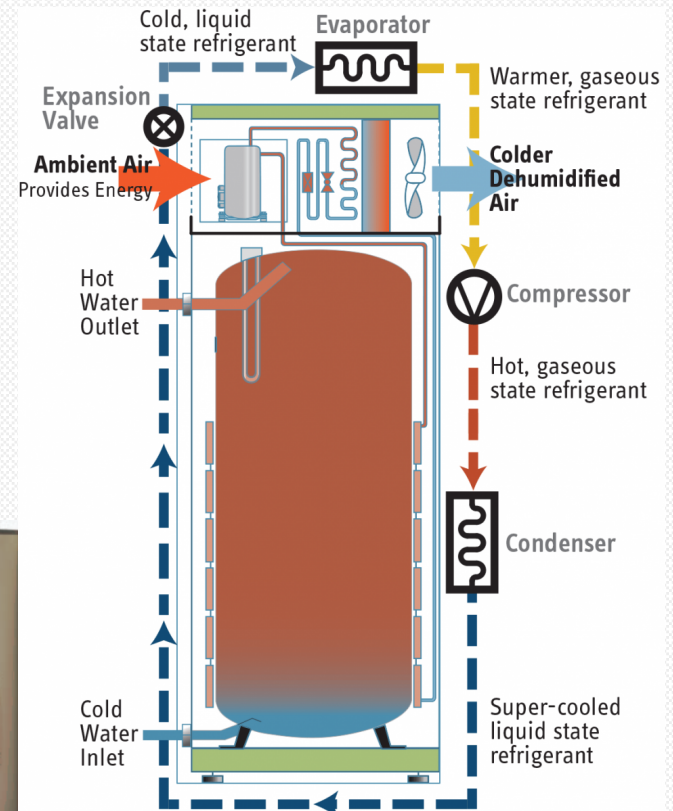 Cold, liquid
state refrigerant
Evaporator
Warmer, gaseous
state refrigerant
Expansion
Valve
Ambient Air
Provides Energy
Colder
Dehumidified
Air
Hot
Water
Outlet
Compressor
Hot, gaseous
state refrigerant
Condenser
Cold
Water
Inlet
Super-cooled
liquid state
refrigerant